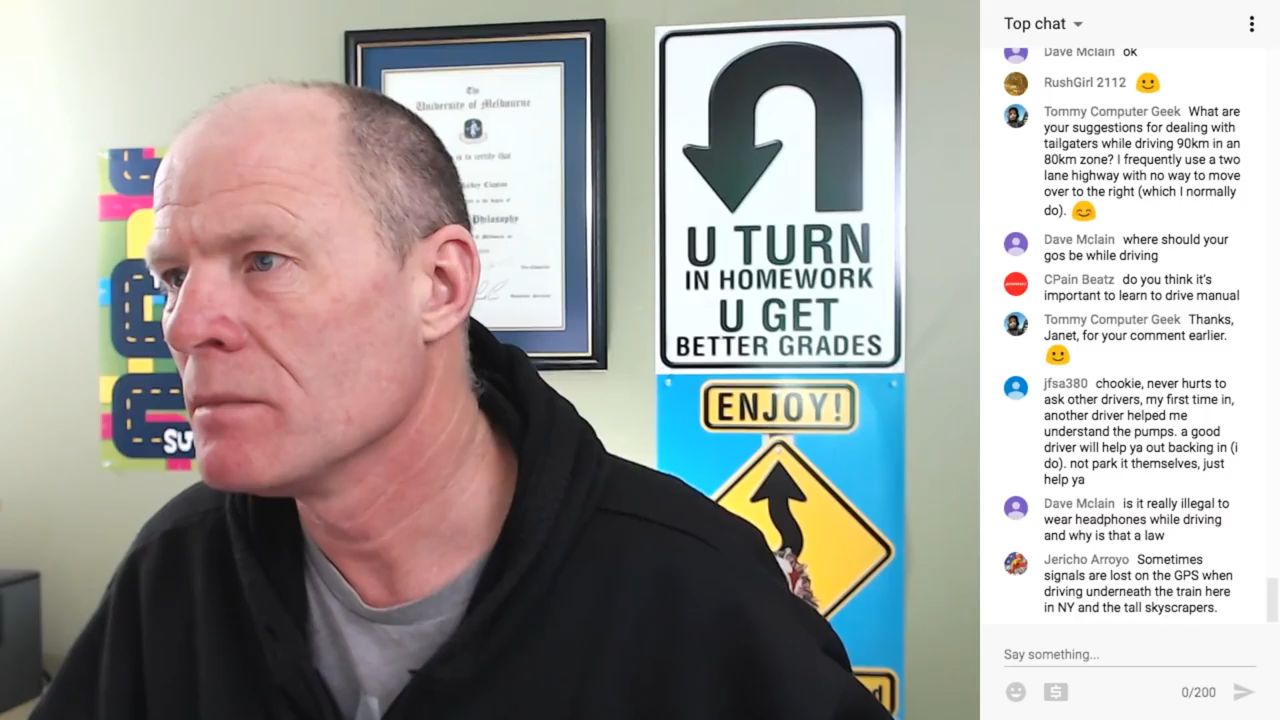 The
University of Melbourne
is to certify that
Philosophy
U TURN
IN HOMEWORK
U GET
BETTER GRADES
ENJOY!
SU
Top chat
Dave Mclain ok
RushGirl 2112
Tommy Computer Geek What are
your suggestions for dealing with
tailgaters while driving 90km in an
80km zone? I frequently use a two
lane highway with no way to move
over to the right (which I normally
do).
Dave Mclain where should your
gos be while driving
CPain Beatz do you think it's
important to learn to drive manual
Tommy Computer Geek Thanks,
Janet, for your comment earlier.
jfsa380 chookie, never hurts to
ask other drivers, my first time in,
another driver helped me
understand the pumps. a good
driver will help ya out backing in (i
do). not park it themselves, just
help ya
Dave Mclain is it really illegal to
wear headphones while driving
and why is that a law
Jericho Arroyo Sometimes
signals are lost on the GPS when
driving underneath the train here
in NY and the tall skyscrapers.
Say something...
0/200